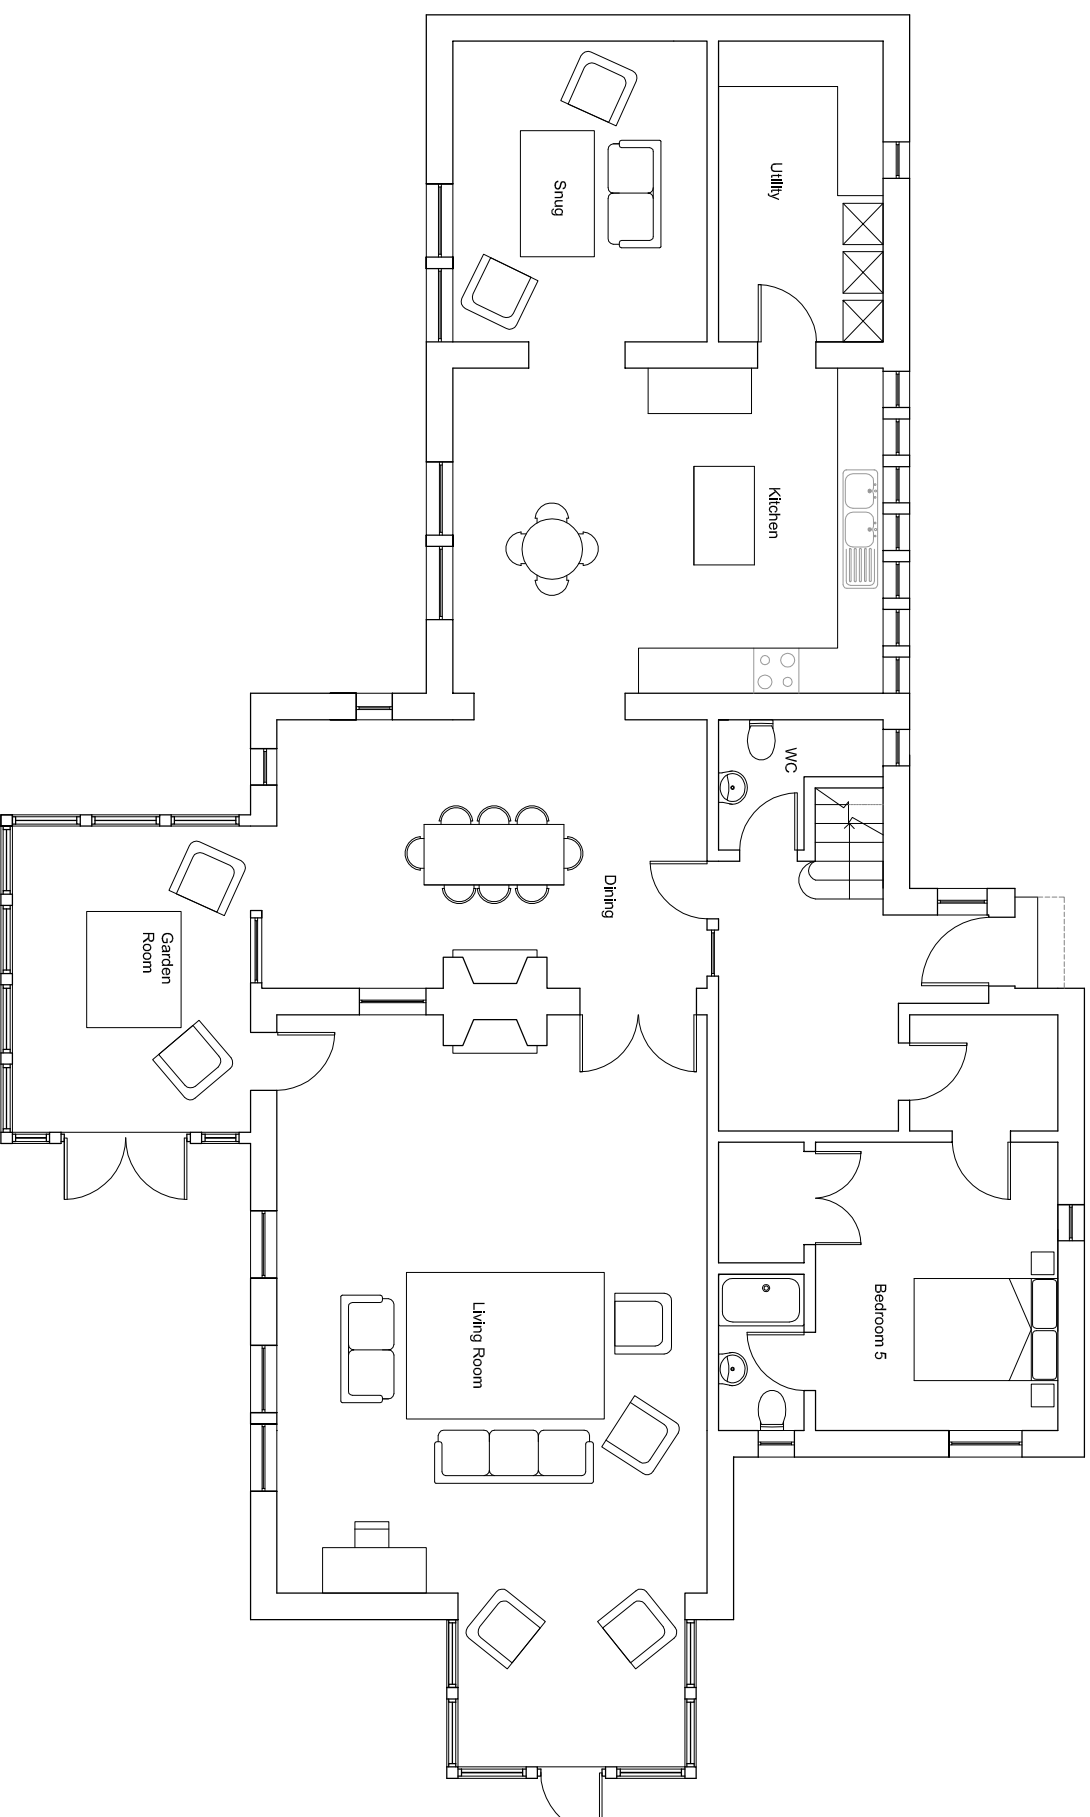 Utility
Snug
Kitchen
WC
Dining
Garden
Room
Living Room
Bedroom 5